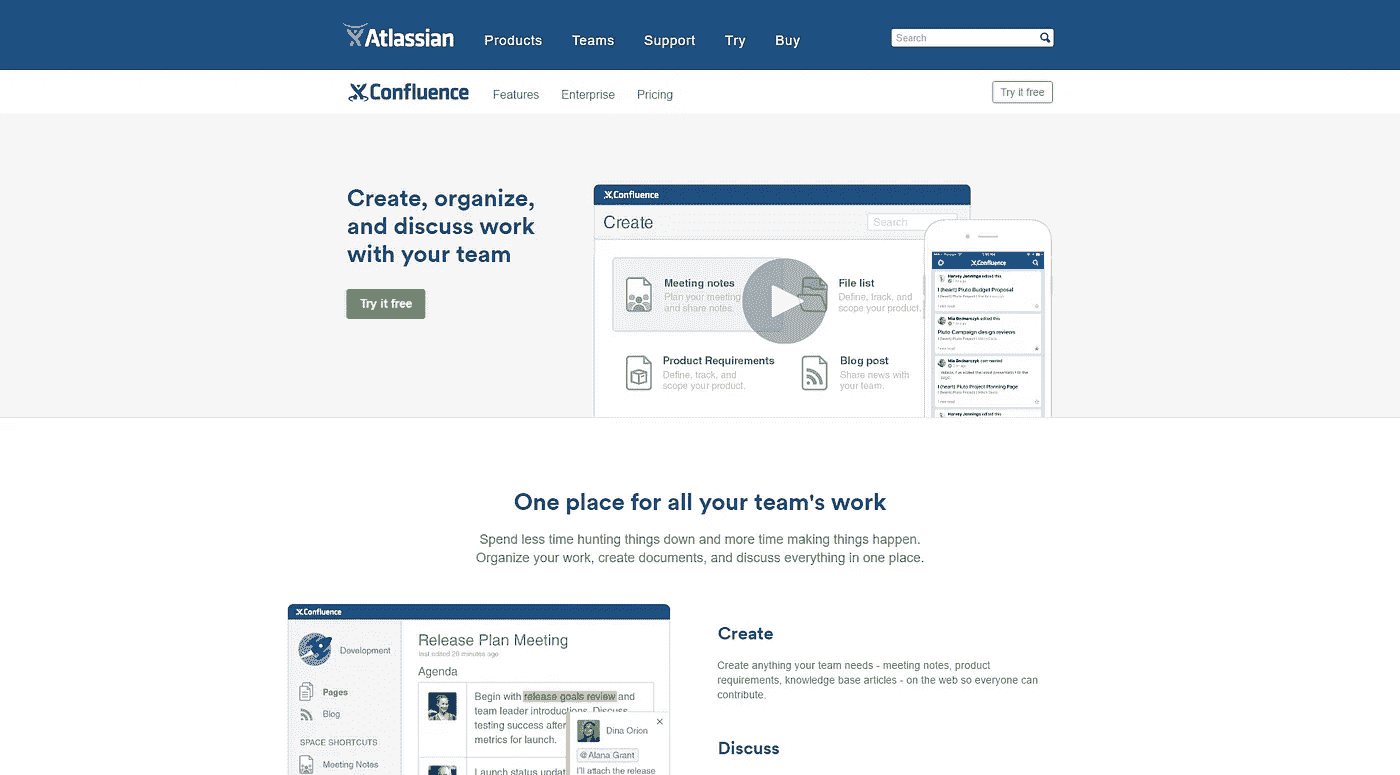 Atlassian
Products
Teams
Support
Try
Buy
Search
Confluence
Features
Enterprise
Pricing
Try it free
Create, organize,
and discuss work
with your team
Try it free
Confluence
Create
Search
Meeting notes
Plan your meeting
and share notes.
File list
Define, track, and
scope your product.
Product Requirements
Define, track, and
scope your product.
Blog post
Share news with
your team.
Confluence
Harvey Jennings edited this
I (heart) Pluto Budget Proposal
Mia Bednarczyk edited this
Pluto Campaign design reviews
Mia Bednarczyk commented
I (heart) Pluto Project Planning Page
Harvey Jennings edited this
One place for all your team's work
Spend less time hunting things down and more time making things happen.
Organize your work, create documents, and discuss everything in one place.
Confluence
Development
Pages
Blog
SPACE SHORTCUTS
Meeting Notes
Release Plan Meeting
last edited 26 minutes ago
Agenda
Begin with release goals review and
team leader introductions. Discuss
testing success after
metrics for launch.
Launch status updat
Dina Orion
@Alana Grant
I'll attach the release
Create
Create anything your team needs - meeting notes, product
requirements, knowledge base articles - on the web so everyone can
contribute.
Discuss